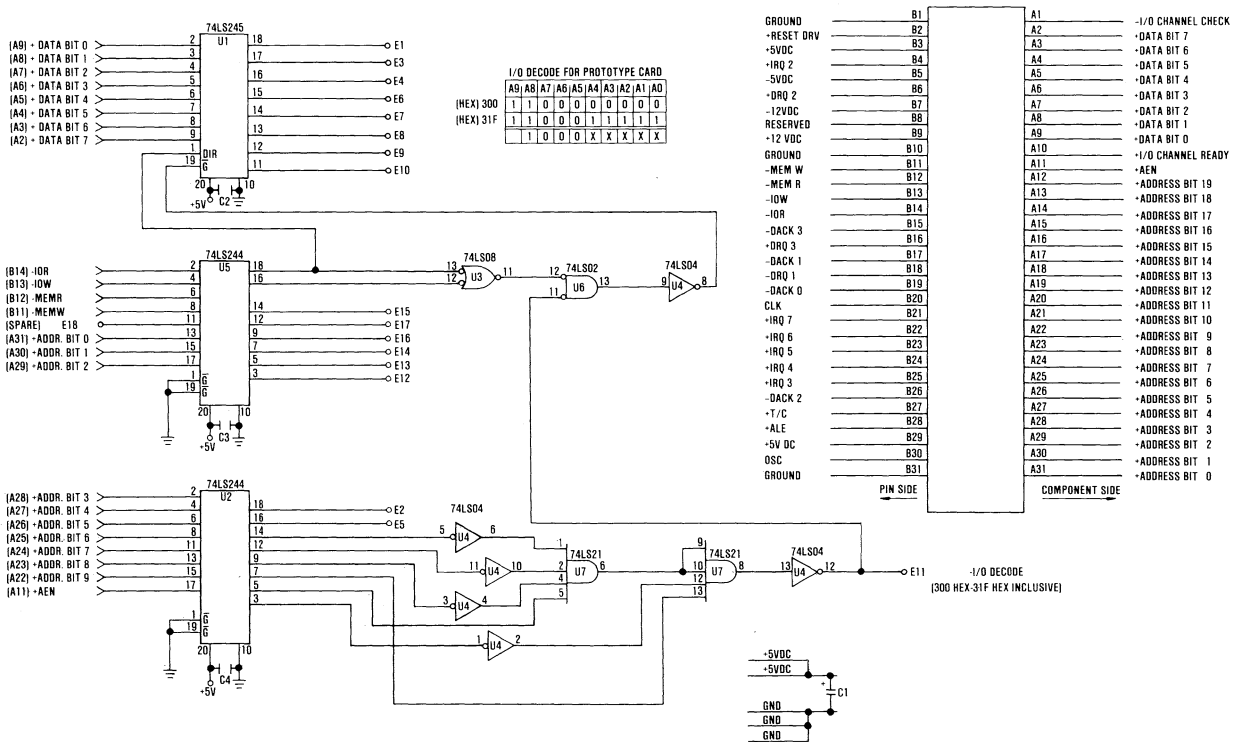 74LS245
U1
(A9) + DATA BIT 0
(A8) + DATA BIT 1
(A7) + DATA BIT 2
(A6) + DATA BIT 3
(A5) + DATA BIT 4
(A4) + DATA BIT 5
(A3) + DATA BIT 6
(A2) + DATA BIT 7
2
3
4
5
6
7
8
9
1 DIR
19 G
18
17
16
15
14
13
12
11
E1
E3
E4
E6
E7
E8
E9
E10
20
10
+5V
C2
I/O DECODE FOR PROTOTYPE CARD
A9 A8 A7 A6 A5 A4 A3 A2 A1 A0
(HEX) 300 1 1 0 0 0 0 0 0 0 0
(HEX) 31F 1 1 0 0 0 1 1 1 1 1
1 0 0 0 X X X X X
74LS244
U5
(B14) -IOR
(B13) -IOW
(B12) -MEMR
(B11) -MEMW
(SPARE) E18
(A31) +ADDR. BIT 0
(A30) +ADDR. BIT 1
(A29) +ADDR. BIT 2
2
4
6
8
11
13
15
17
1 G
19 G
18
16
14
12
9
7
5
3
E15
E17
E16
E14
E13
E12
20
10
+5V
C3
74LS08
13
12
U3
11
74LS02
12
11
U6
13
74LS04
9
U4
8
74LS244
U2
(A28) +ADDR. BIT 3
(A27) +ADDR. BIT 4
(A26) +ADDR. BIT 5
(A25) +ADDR. BIT 6
(A24) +ADDR. BIT 7
(A23) +ADDR. BIT 8
(A22) +ADDR. BIT 9
(A11) +AEN
2
4
6
8
11
13
15
17
1 G
19 G
18
16
14
12
9
7
5
3
E2
E5
20
10
+5V
C4
74LS04
5 U4 6
11 U4 10
3 U4 4
1 U4 2
74LS21
1
2
4
5
U7
6
74LS21
9
10
12
13
U7
8
74LS04
13 U4 12
E11
-I/O DECODE
(300 HEX-31F HEX INCLUSIVE)
GROUND B1
+RESET DRV B2
+5VDC B3
+IRQ 2 B4
-5VDC B5
+DRQ 2 B6
-12VDC B7
RESERVED B8
+12 VDC B9
GROUND B10
-MEM W B11
-MEM R B12
-IOW B13
-IOR B14
-DACK 3 B15
+DRQ 3 B16
-DACK 1 B17
-DRQ 1 B18
-DACK 0 B19
CLK B20
+IRQ 7 B21
+IRQ 6 B22
+IRQ 5 B23
+IRQ 4 B24
+IRQ 3 B25
-DACK 2 B26
+T/C B27
+ALE B28
+5V DC B29
OSC B30
GROUND B31
A1 -I/O CHANNEL CHECK
A2 +DATA BIT 7
A3 +DATA BIT 6
A4 +DATA BIT 5
A5 +DATA BIT 4
A6 +DATA BIT 3
A7 +DATA BIT 2
A8 +DATA BIT 1
A9 +DATA BIT 0
A10 +I/O CHANNEL READY
A11 +AEN
A12 +ADDRESS BIT 19
A13 +ADDRESS BIT 18
A14 +ADDRESS BIT 17
A15 +ADDRESS BIT 16
A16 +ADDRESS BIT 15
A17 +ADDRESS BIT 14
A18 +ADDRESS BIT 13
A19 +ADDRESS BIT 12
A20 +ADDRESS BIT 11
A21 +ADDRESS BIT 10
A22 +ADDRESS BIT 9
A23 +ADDRESS BIT 8
A24 +ADDRESS BIT 7
A25 +ADDRESS BIT 6
A26 +ADDRESS BIT 5
A27 +ADDRESS BIT 4
A28 +ADDRESS BIT 3
A29 +ADDRESS BIT 2
A30 +ADDRESS BIT 1
A31 +ADDRESS BIT 0
PIN SIDE
COMPONENT SIDE
+5VDC
+5VDC
+
C1
GND
GND
GND